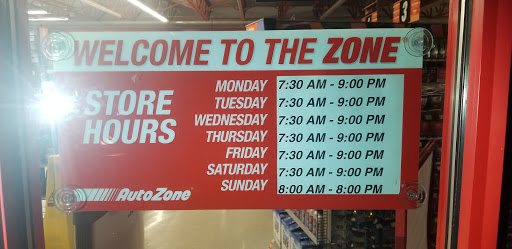 3
WELCOME TO THE ZONE
STORE HOURS
MONDAY 7:30 AM - 9:00 PM
TUESDAY 7:30 AM - 9:00 PM
WEDNESDAY 7:30 AM - 9:00 PM
THURSDAY 7:30 AM - 9:00 PM
FRIDAY 7:30 AM - 9:00 PM
SATURDAY 7:30 AM - 9:00 PM
SUNDAY 8:00 AM - 8:00 PM
AutoZone